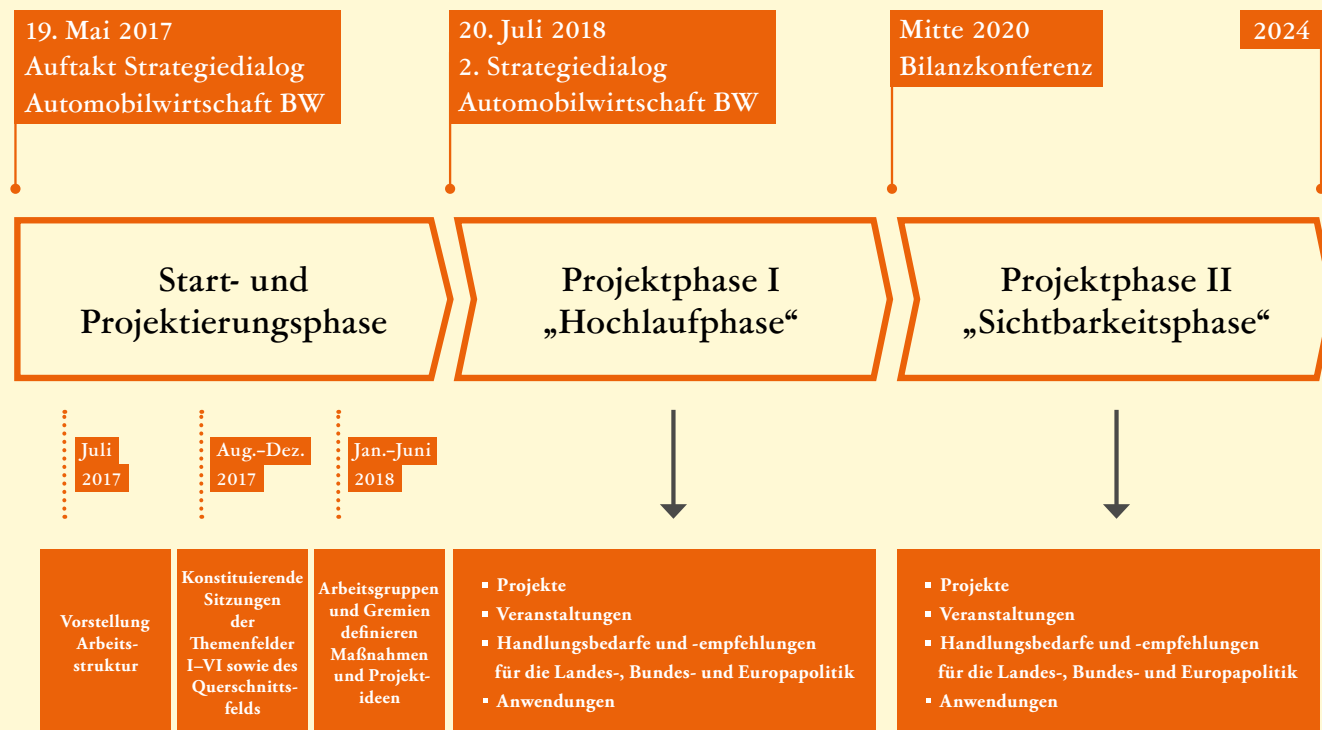 19. Mai 2017
Auftakt Strategiedialog
Automobilwirtschaft BW
20. Juli 2018
2. Strategiedialog
Automobilwirtschaft BW
Mitte 2020
Bilanzkonferenz
2024
Start- und
Projektierungsphase
Projektphase I
„Hochlaufphase“
Projektphase II
„Sichtbarkeitsphase“
Juli
2017
Aug.–Dez.
2017
Jan.–Juni
2018
Vorstellung
Arbeits-
struktur
Konstituierende
Sitzungen
der
Themenfelder
I–VI sowie des
Querschnitts-
felds
Arbeitsgruppen
und Gremien
definieren
Maßnahmen
und Projekt-
ideen
▪ Projekte
▪ Veranstaltungen
▪ Handlungsbedarfe und -empfehlungen
für die Landes-, Bundes- und Europapolitik
▪ Anwendungen
▪ Projekte
▪ Veranstaltungen
▪ Handlungsbedarfe und -empfehlungen
für die Landes-, Bundes- und Europapolitik
▪ Anwendungen